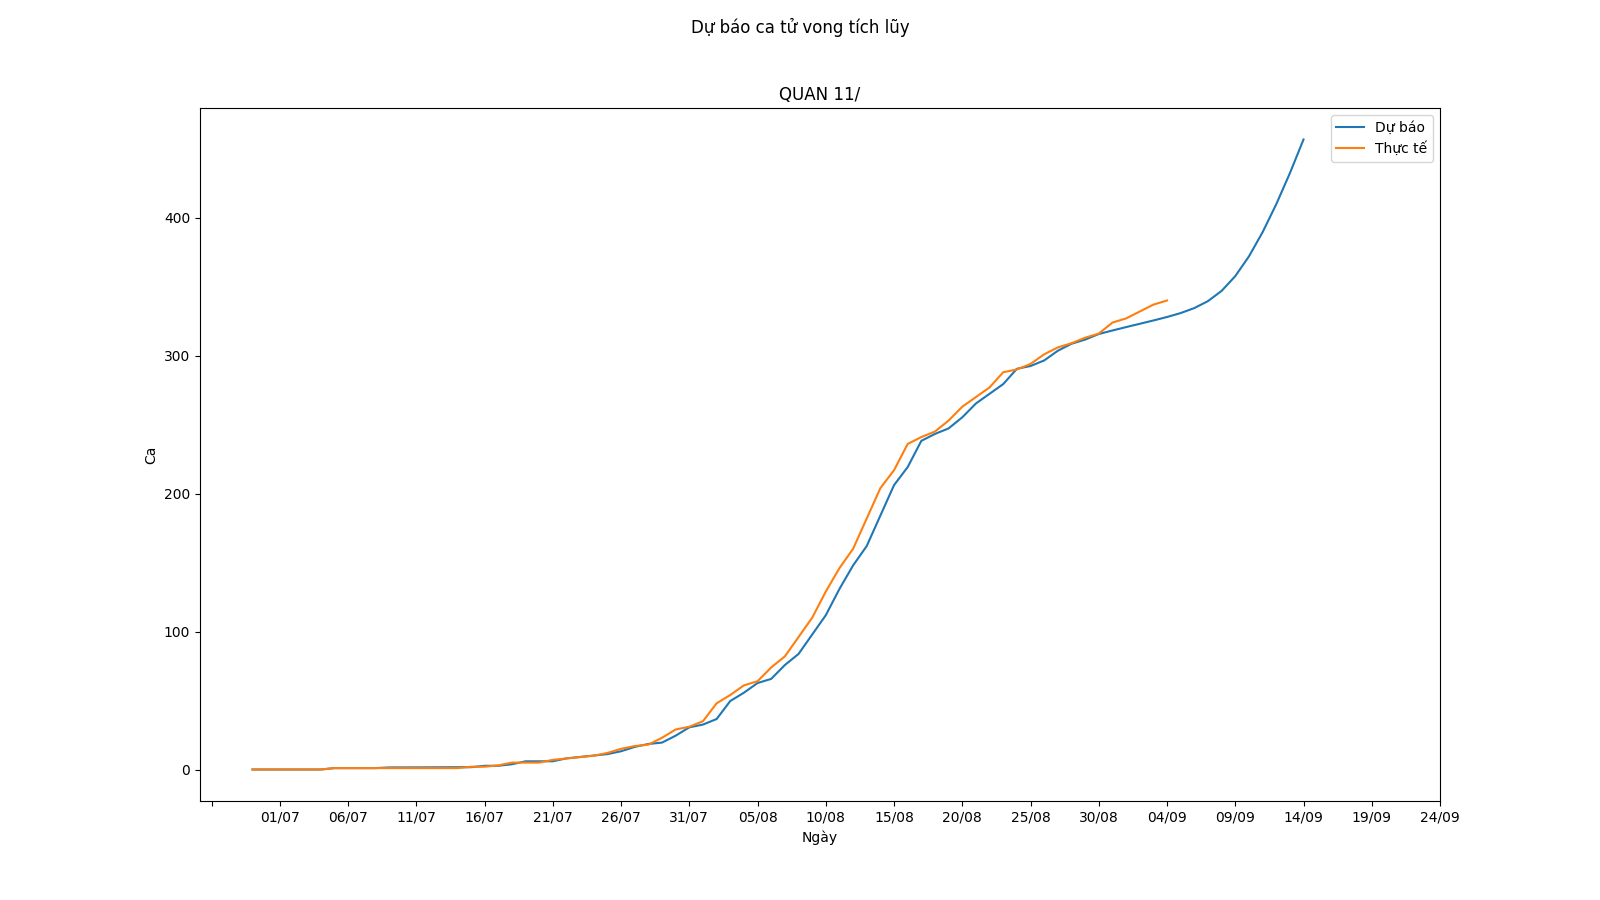 Dự báo ca tử vong tích lũy
QUAN 11/
Dự báo
Thực tế
400
300
200
100
0
Ca
01/07 06/07 11/07 16/07 21/07 26/07 31/07 05/08 10/08 15/08 20/08 25/08 30/08 04/09 09/09 14/09 19/09 24/09
Ngày